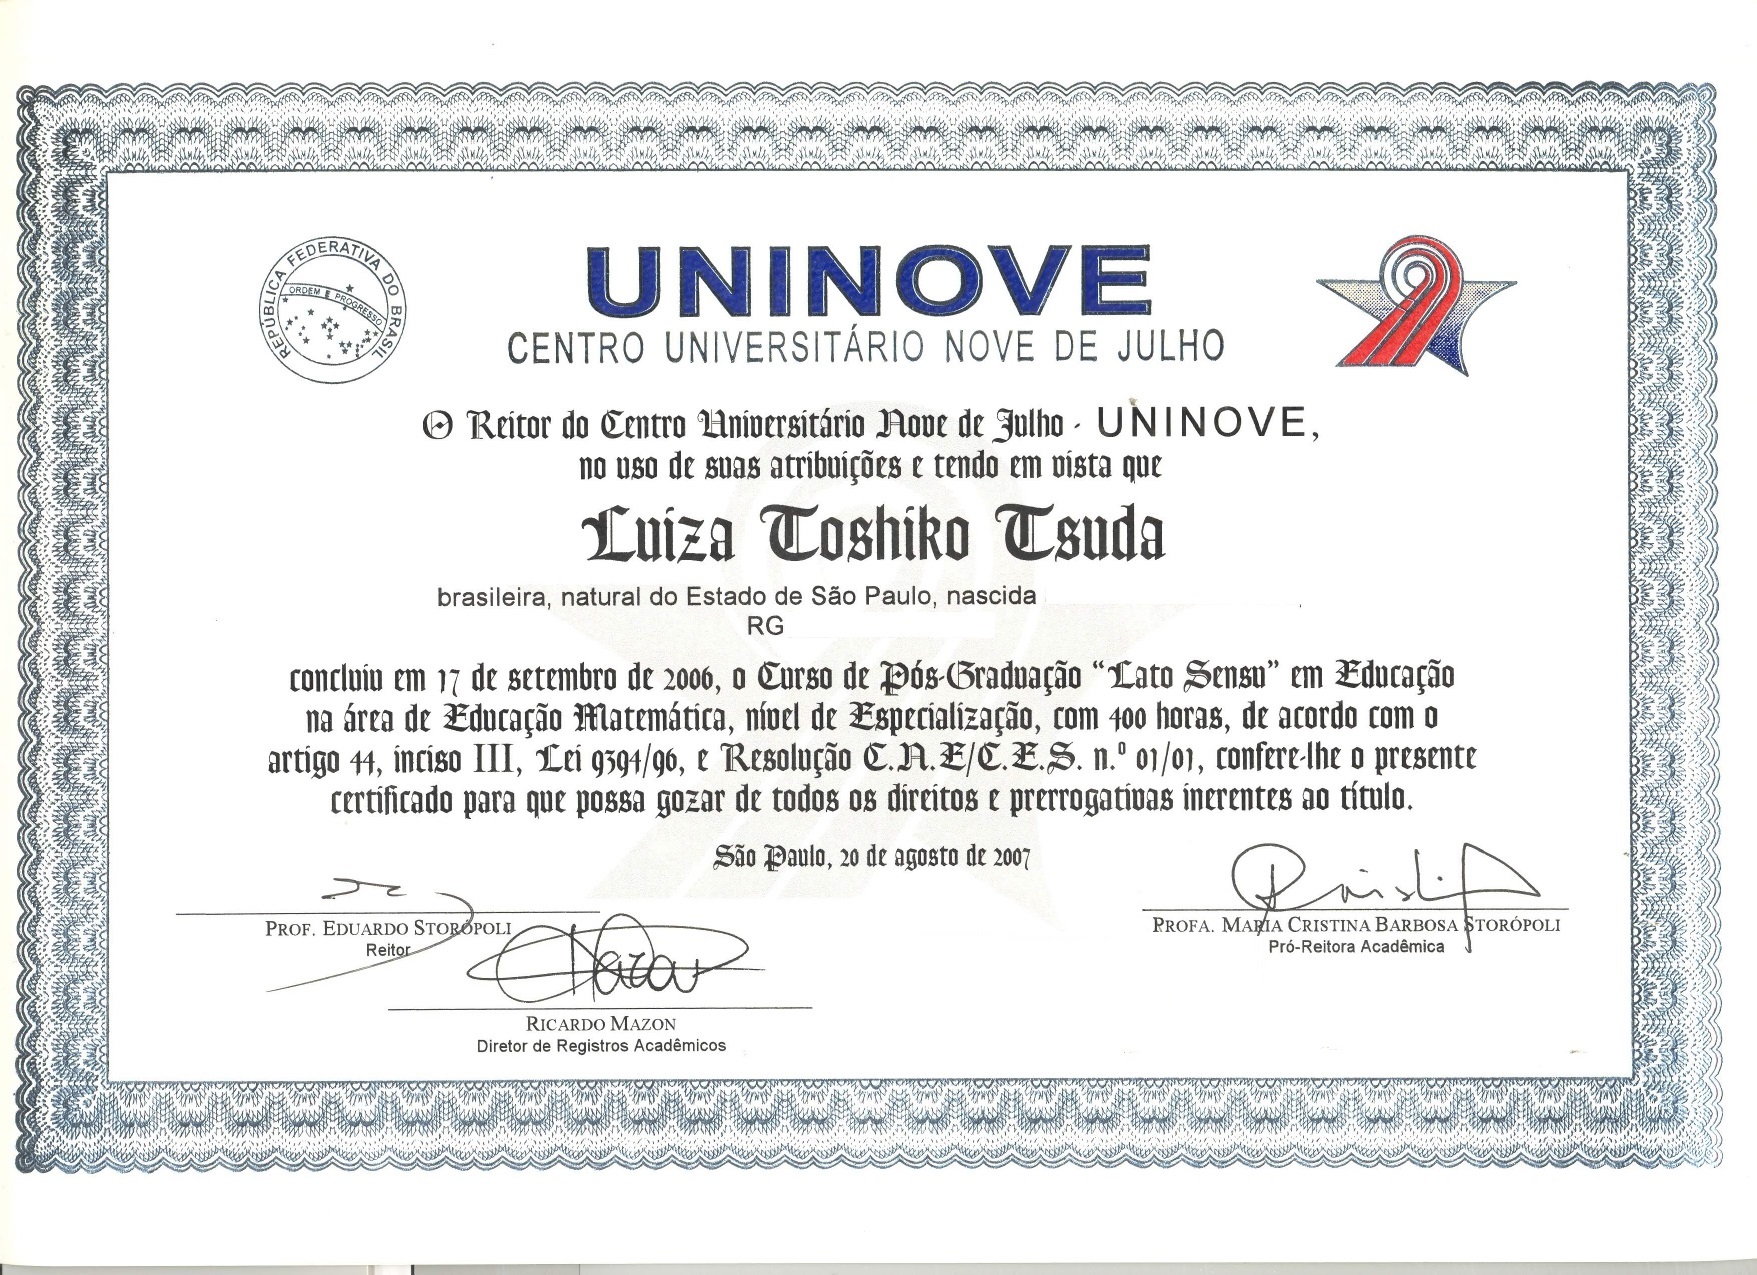 REPÚBLICA FEDERATIVA DO BRASIL
ORDEM E PROGRESSO
UNINOVE
CENTRO UNIVERSITÁRIO NOVE DE JULHO
O Reitor do Centro Universitário Nove de Julho - UNINOVE,
no uso de suas atribuições e tendo em vista que
Luiza Toshiko Tsuda
brasileira, natural do Estado de São Paulo, nascida
RG
concluiu em 17 de setembro de 2006, o Curso de Pós-Graduação “Lato Sensu” em Educação
na área de Educação Matemática, nível de Especialização, com 400 horas, de acordo com o
artigo 44, inciso III, Lei 9394/96, e Resolução C.N.E/C.E.S. n.º 01/01, confere-lhe o presente
certificado para que possa gozar de todos os direitos e prerrogativas inerentes ao título.
São Paulo, 20 de agosto de 2007
PROF. EDUARDO STORÓPOLI
Reitor
PROFA. MARIA CRISTINA BARBOSA STORÓPOLI
Pró-Reitora Acadêmica
RICARDO MAZON
Diretor de Registros Acadêmicos